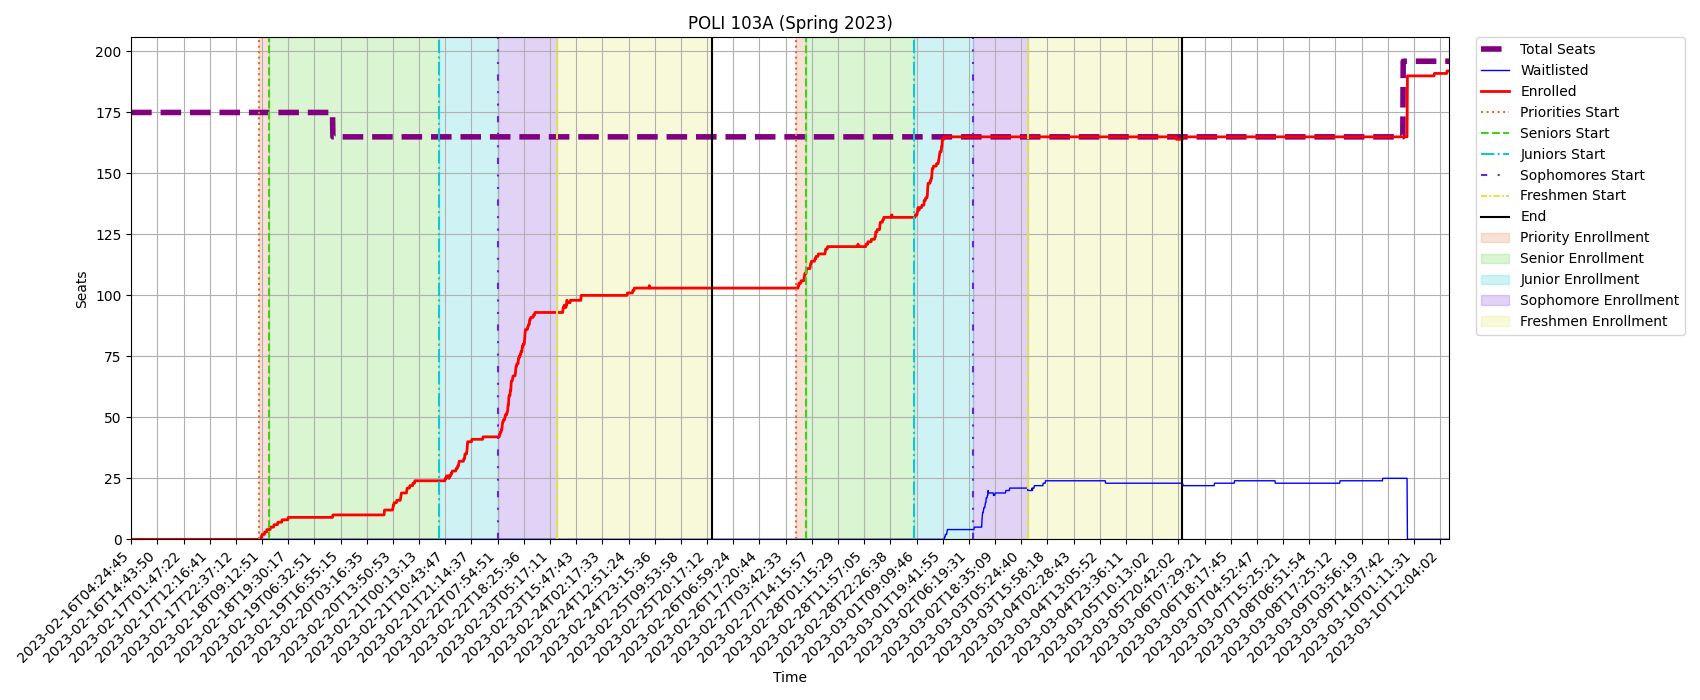 POLI 103A (Spring 2023)
Seats
200
175
150
125
100
75
50
25
0
2023-02-16T04:24:45
2023-02-16T14:43:50
2023-02-17T01:47:22
2023-02-17T12:16:41
2023-02-17T22:37:12
2023-02-18T09:12:51
2023-02-18T19:30:17
2023-02-19T06:32:51
2023-02-19T16:55:15
2023-02-20T03:16:35
2023-02-20T13:50:53
2023-02-21T00:13:13
2023-02-21T10:43:47
2023-02-21T21:14:37
2023-02-22T07:54:51
2023-02-22T18:25:36
2023-02-23T05:17:11
2023-02-23T15:47:43
2023-02-24T02:17:33
2023-02-24T12:51:24
2023-02-24T23:15:36
2023-02-25T09:53:58
2023-02-25T20:17:12
2023-02-26T06:59:24
2023-02-26T17:20:44
2023-02-27T03:42:33
2023-02-27T14:15:57
2023-02-28T01:15:29
2023-02-28T11:57:05
2023-02-28T22:26:38
2023-03-01T09:09:46
2023-03-01T19:41:55
2023-03-02T06:19:31
2023-03-02T18:35:09
2023-03-03T05:24:40
2023-03-03T15:58:18
2023-03-04T02:28:43
2023-03-04T13:05:52
2023-03-04T23:36:11
2023-03-05T10:13:02
2023-03-05T20:42:02
2023-03-06T07:29:21
2023-03-06T18:17:45
2023-03-07T04:52:47
2023-03-07T15:25:21
2023-03-08T06:51:54
2023-03-08T17:25:12
2023-03-09T03:56:19
2023-03-09T14:37:42
2023-03-10T01:11:31
2023-03-10T12:04:02
Time
Total Seats
Waitlisted
Enrolled
Priorities Start
Seniors Start
Juniors Start
Sophomores Start
Freshmen Start
End
Priority Enrollment
Senior Enrollment
Junior Enrollment
Sophomore Enrollment
Freshmen Enrollment